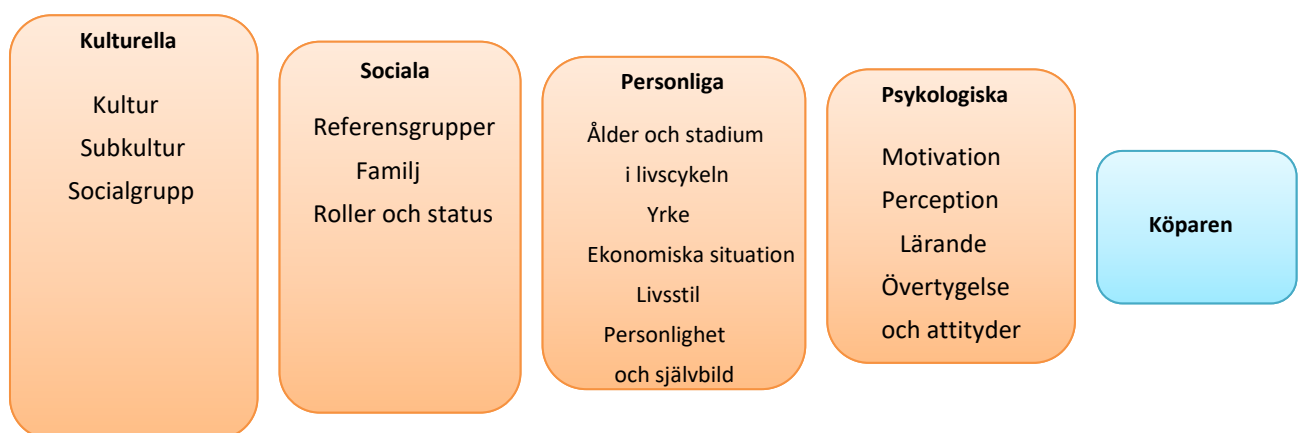 Kulturella
Kultur
Subkultur
Socialgrupp
Sociala
Referensgrupper
Familj
Roller och status
Personliga
Ålder och stadium
i livscykeln
Yrke
Ekonomiska situation
Livsstil
Personlighet
och självbild
Psykologiska
Motivation
Perception
Lärande
Övertygelse
och attityder
Köparen